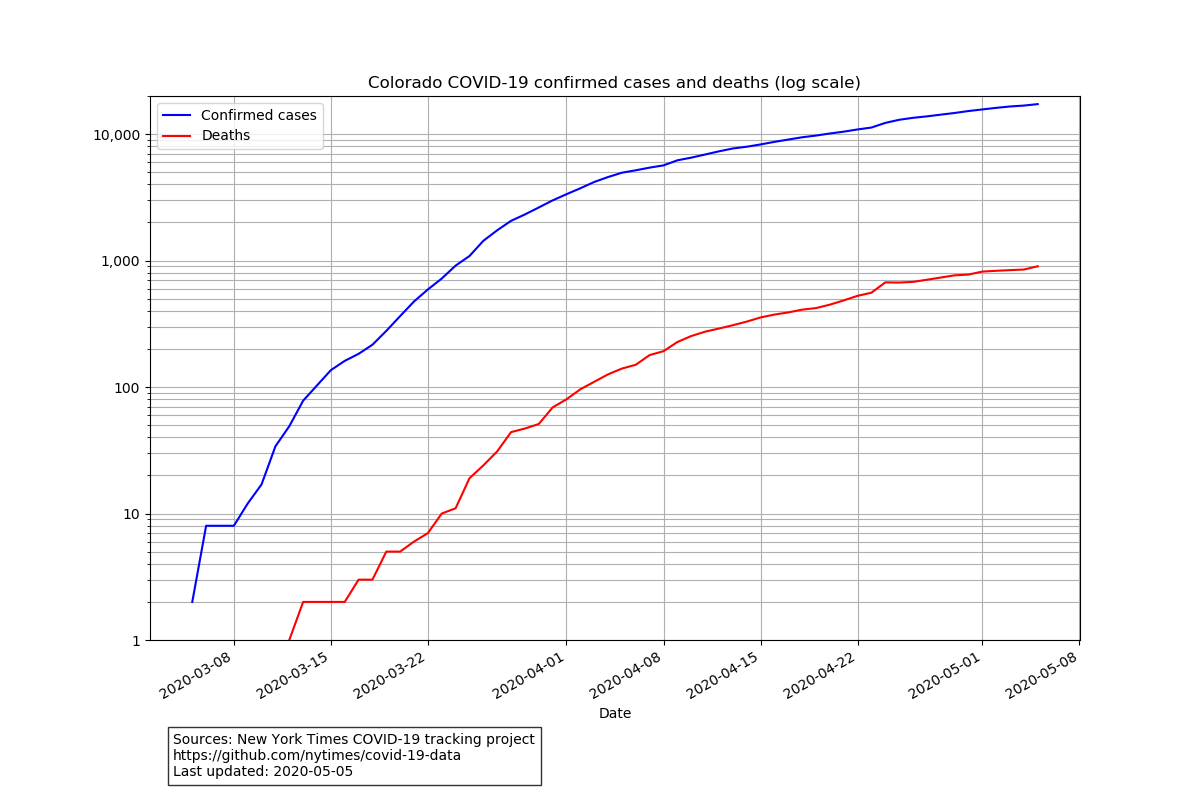 Colorado COVID-19 confirmed cases and deaths (log scale)
Confirmed cases
Deaths
10,000
1,000
100
10
1
2020-03-08
2020-03-15
2020-03-22
2020-04-01
2020-04-08
2020-04-15
2020-04-22
2020-05-01
2020-05-08
Date
Sources: New York Times COVID-19 tracking project
https://github.com/nytimes/covid-19-data
Last updated: 2020-05-05